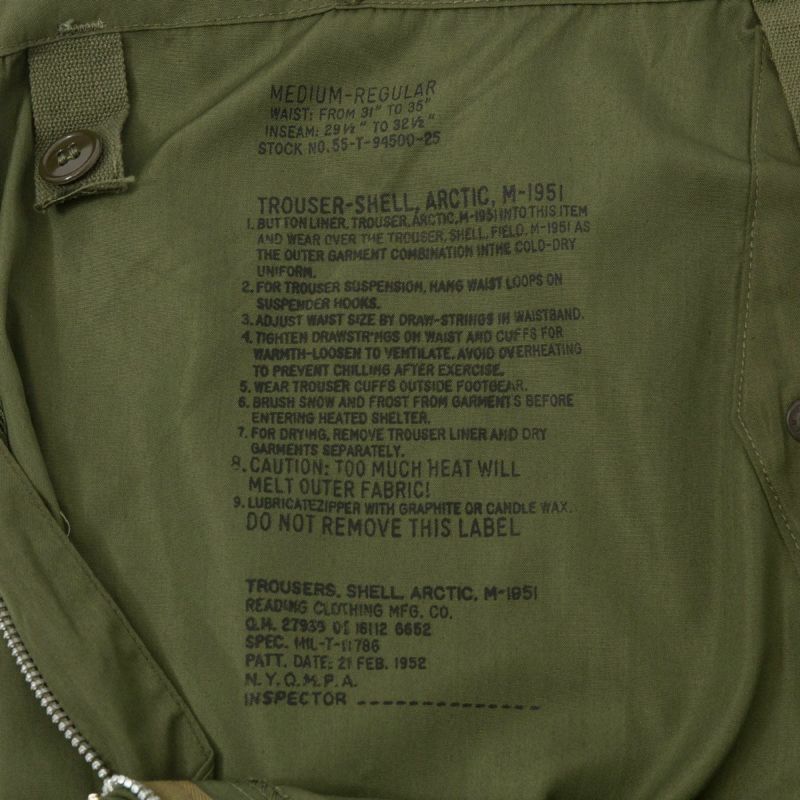 MEDIUM-REGULAR
WAIST: FROM 31" TO 35"
INSEAM: 29½" TO 32½"
STOCK NO. 55-T-94500-25
TROUSER-SHELL, ARCTIC, M-1951
1. BUTTON LINER, TROUSER, ARCTIC, M-1951 INTO THIS ITEM
AND WEAR OVER THE TROUSER, SHELL, FIELD, M-1951 AS
THE OUTER GARMENT COMBINATION INTHE COLD-DRY
UNIFORM.
2. FOR TROUSER SUSPENSION, HANG WAIST LOOPS ON
SUSPENDER HOOKS.
3. ADJUST WAIST SIZE BY DRAW-STRINGS IN WAISTBAND.
4. TIGHTEN DRAWSTRINGS ON WAIST AND CUFFS FOR
WARMTH-LOOSEN TO VENTILATE. AVOID OVERHEATING
TO PREVENT CHILLING AFTER EXERCISE.
5. WEAR TROUSER CUFFS OUTSIDE FOOTGEAR.
6. BRUSH SNOW AND FROST FROM GARMENTS BEFORE
ENTERING HEATED SHELTER.
7. FOR DRYING, REMOVE TROUSER LINER AND DRY
GARMENTS SEPARATELY.
8. CAUTION: TOO MUCH HEAT WILL
MELT OUTER FABRIC!
9. LUBRICATEZIPPER WITH GRAPHITE OR CANDLE WAX.
DO NOT REMOVE THIS LABEL
TROUSERS, SHELL, ARCTIC, M-1951
READING CLOTHING MFG. CO.
Q.M. 27939 OI 16112 6652
SPEC. MIL-T-11786
PATT. DATE: 21 FEB. 1952
N.Y.Q.M.P.A.
INSPECTOR --------------